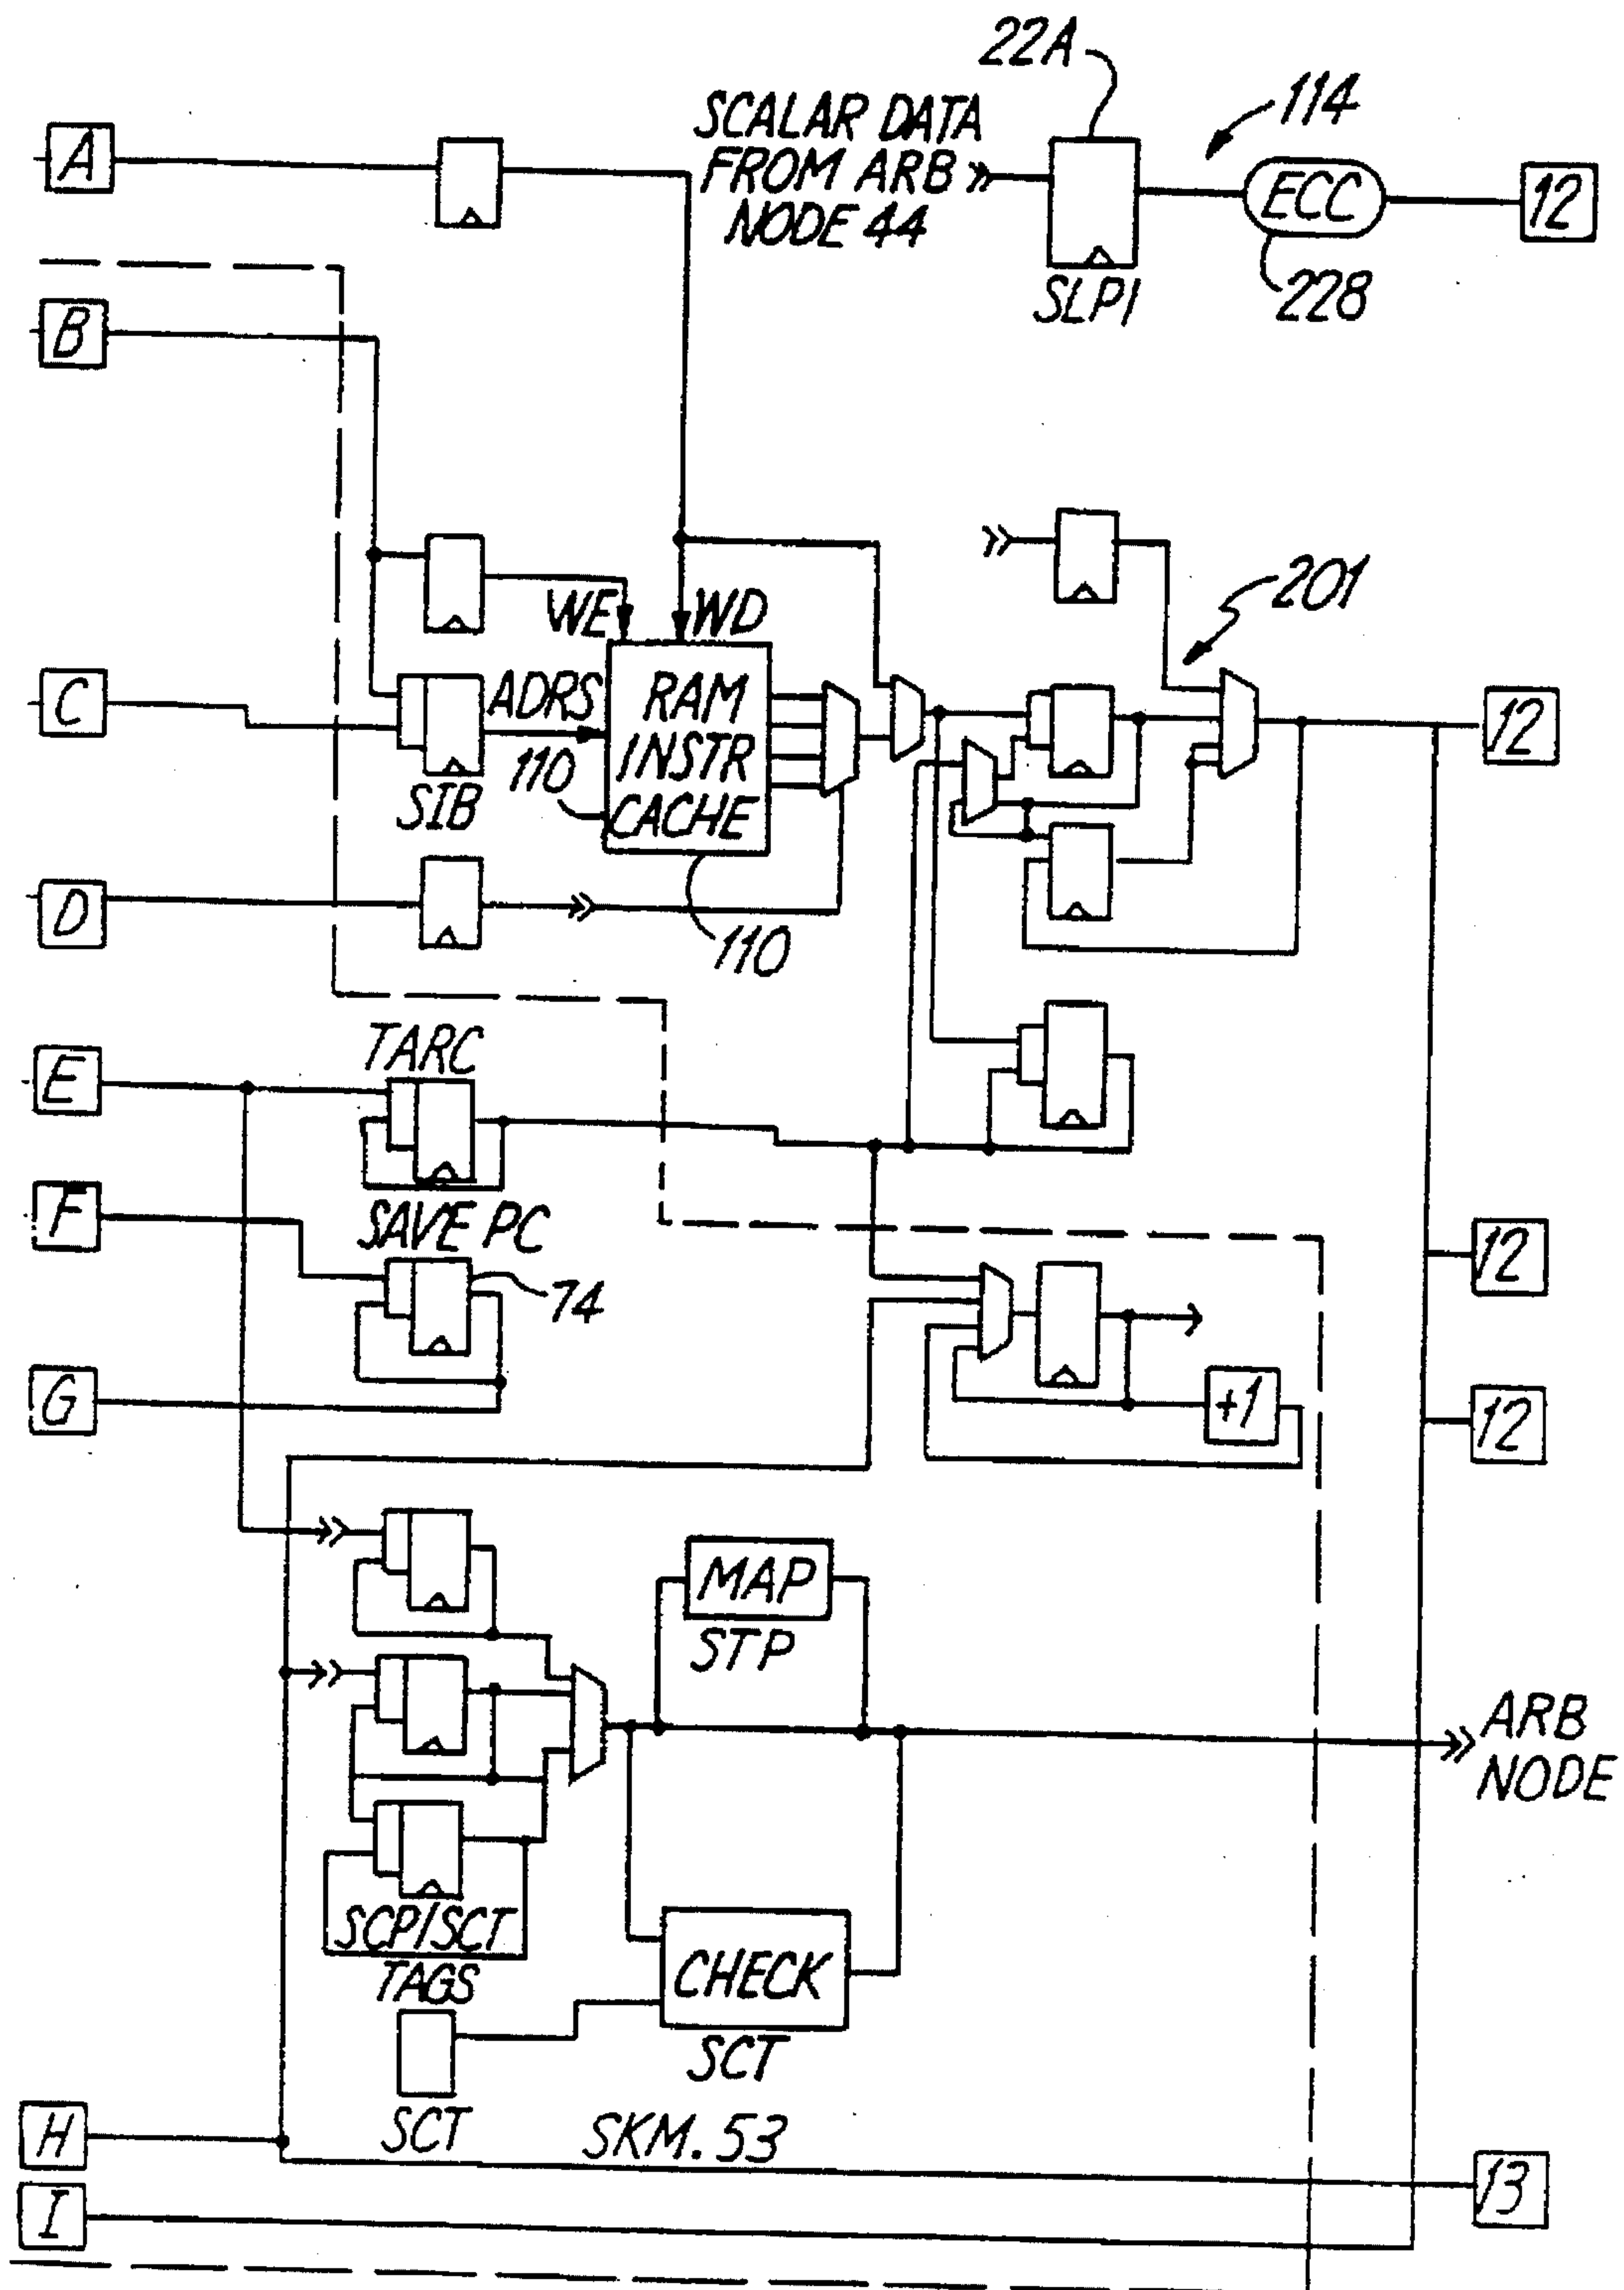 22A
114
SCALAR DATA
FROM ARB
NODE 44
A
ECC
12
228
SLPI
B
201
WE
WD
C
ADRS
RAM
INSTR
CACHE
110
SIB
12
D
110
E
TARC
F
SAVE PC
74
12
G
+1
12
MAP
STP
ARB
NODE
SCP/SCT
TAGS
CHECK
SCT
SCT
H
SKM. 53
13
I